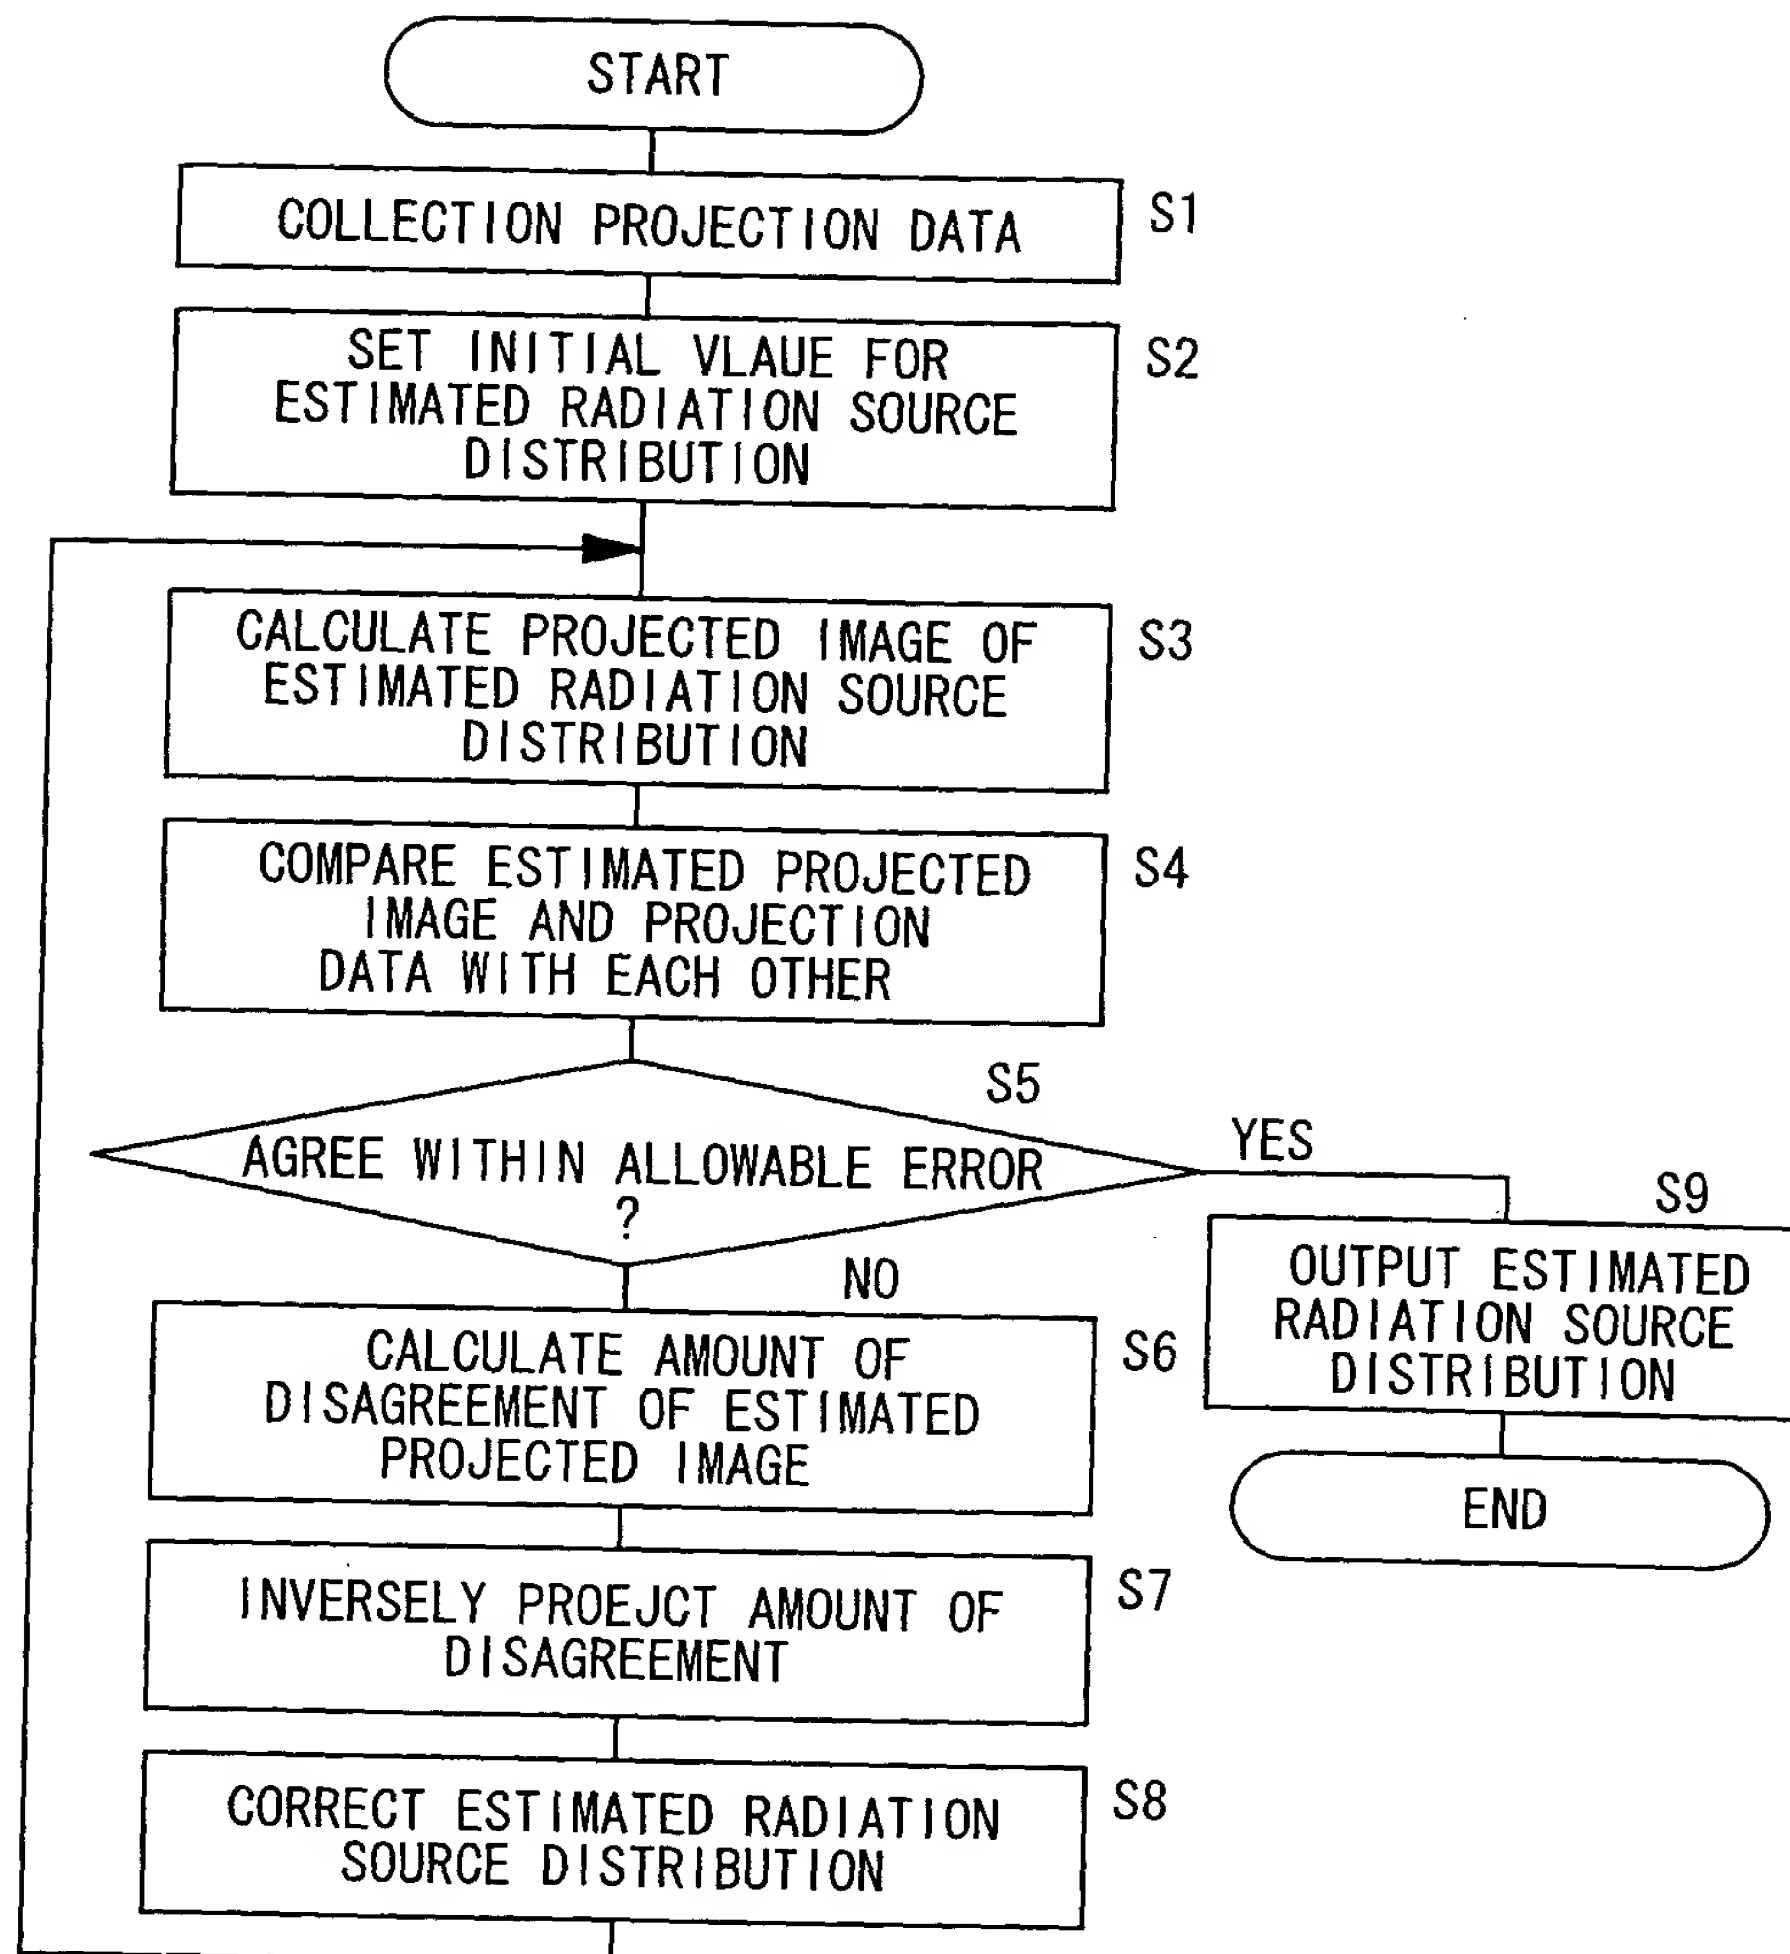 START
COLLECTION PROJECTION DATA
S1
SET INITIAL VLAUE FOR
ESTIMATED RADIATION SOURCE
DISTRIBUTION
S2
CALCULATE PROJECTED IMAGE OF
ESTIMATED RADIATION SOURCE
DISTRIBUTION
S3
COMPARE ESTIMATED PROJECTED
IMAGE AND PROJECTION
DATA WITH EACH OTHER
S4
S5
AGREE WITHIN ALLOWABLE ERROR
?
YES
NO
S9
OUTPUT ESTIMATED
RADIATION SOURCE
DISTRIBUTION
END
CALCULATE AMOUNT OF
DISAGREEMENT OF ESTIMATED
PROJECTED IMAGE
S6
INVERSELY PROEJCT AMOUNT OF
DISAGREEMENT
S7
CORRECT ESTIMATED RADIATION
SOURCE DISTRIBUTION
S8